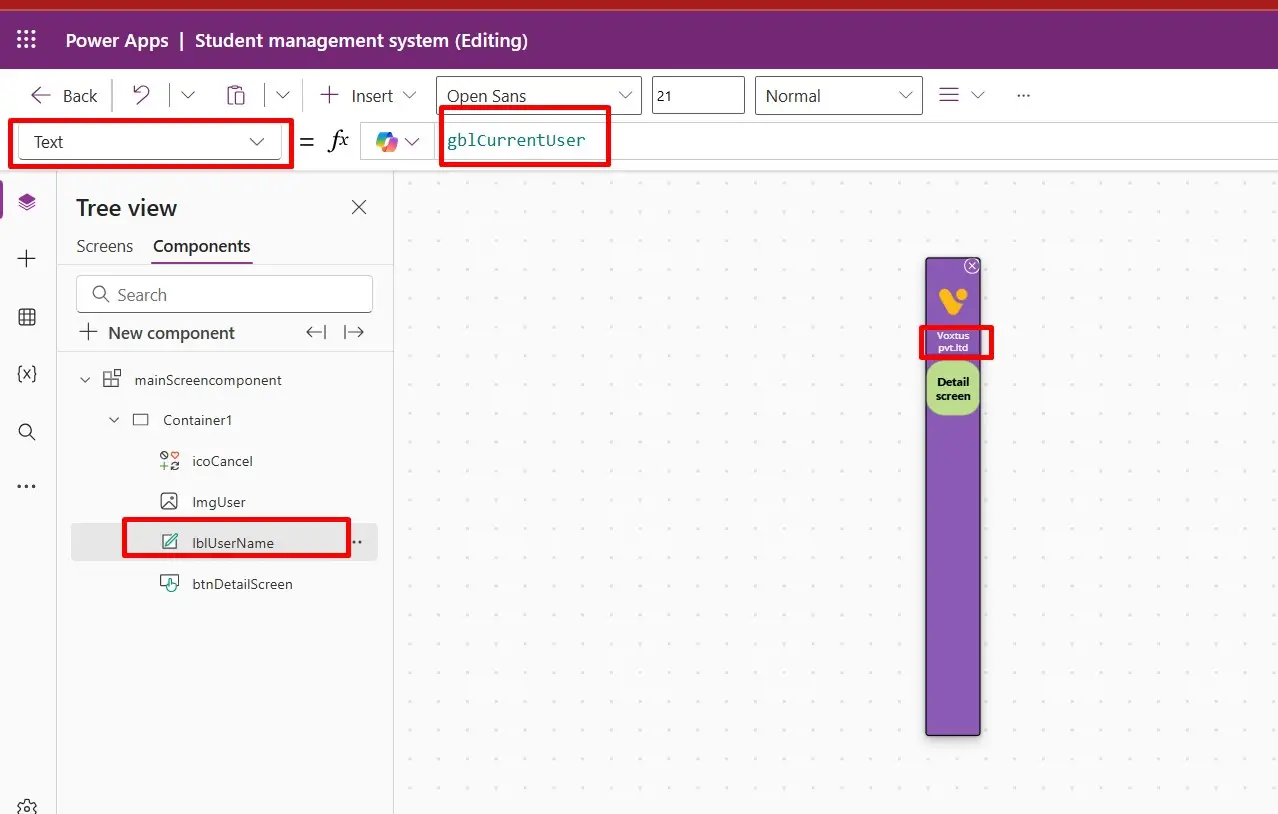 Power Apps | Student management system (Editing)
Back
Insert
Open Sans
21
Normal
Text
= fx
gblCurrentUser
Tree view
Screens
Components
Search
New component
mainScreencomponent
Container1
icoCancel
ImgUser
lblUserName
btnDetailScreen
Voxtus
pvt.ltd
Detail
screen